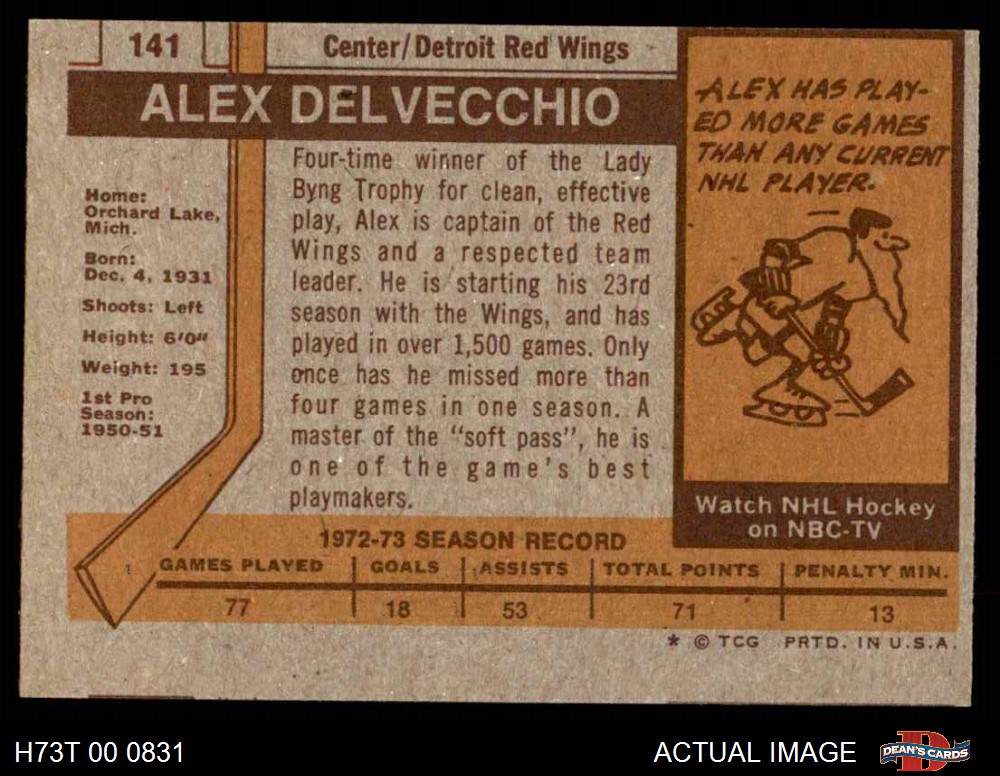 141
Center/Detroit Red Wings
ALEX DELVECCHIO
Home:
Orchard Lake,
Mich.
Born:
Dec. 4, 1931
Shoots: Left
Height: 6'0"
Weight: 195
1st Pro
Season:
1950-51
Four-time winner of the Lady
Byng Trophy for clean, effective
play, Alex is captain of the Red
Wings and a respected team
leader. He is starting his 23rd
season with the Wings, and has
played in over 1,500 games. Only
once has he missed more than
four games in one season. A
master of the "soft pass", he is
one of the game's best
playmakers.
ALEX HAS PLAY-
ED MORE GAMES
THAN ANY CURRENT
NHL PLAYER.
Watch NHL Hockey
on NBC-TV
1972-73 SEASON RECORD
GAMES PLAYED GOALS ASSISTS TOTAL POINTS PENALTY MIN.
77 18 53 71 13
* © TCG PRTD. IN U.S.A.
H73T 00 0831
ACTUAL IMAGE
D
DEAN'S CARDS